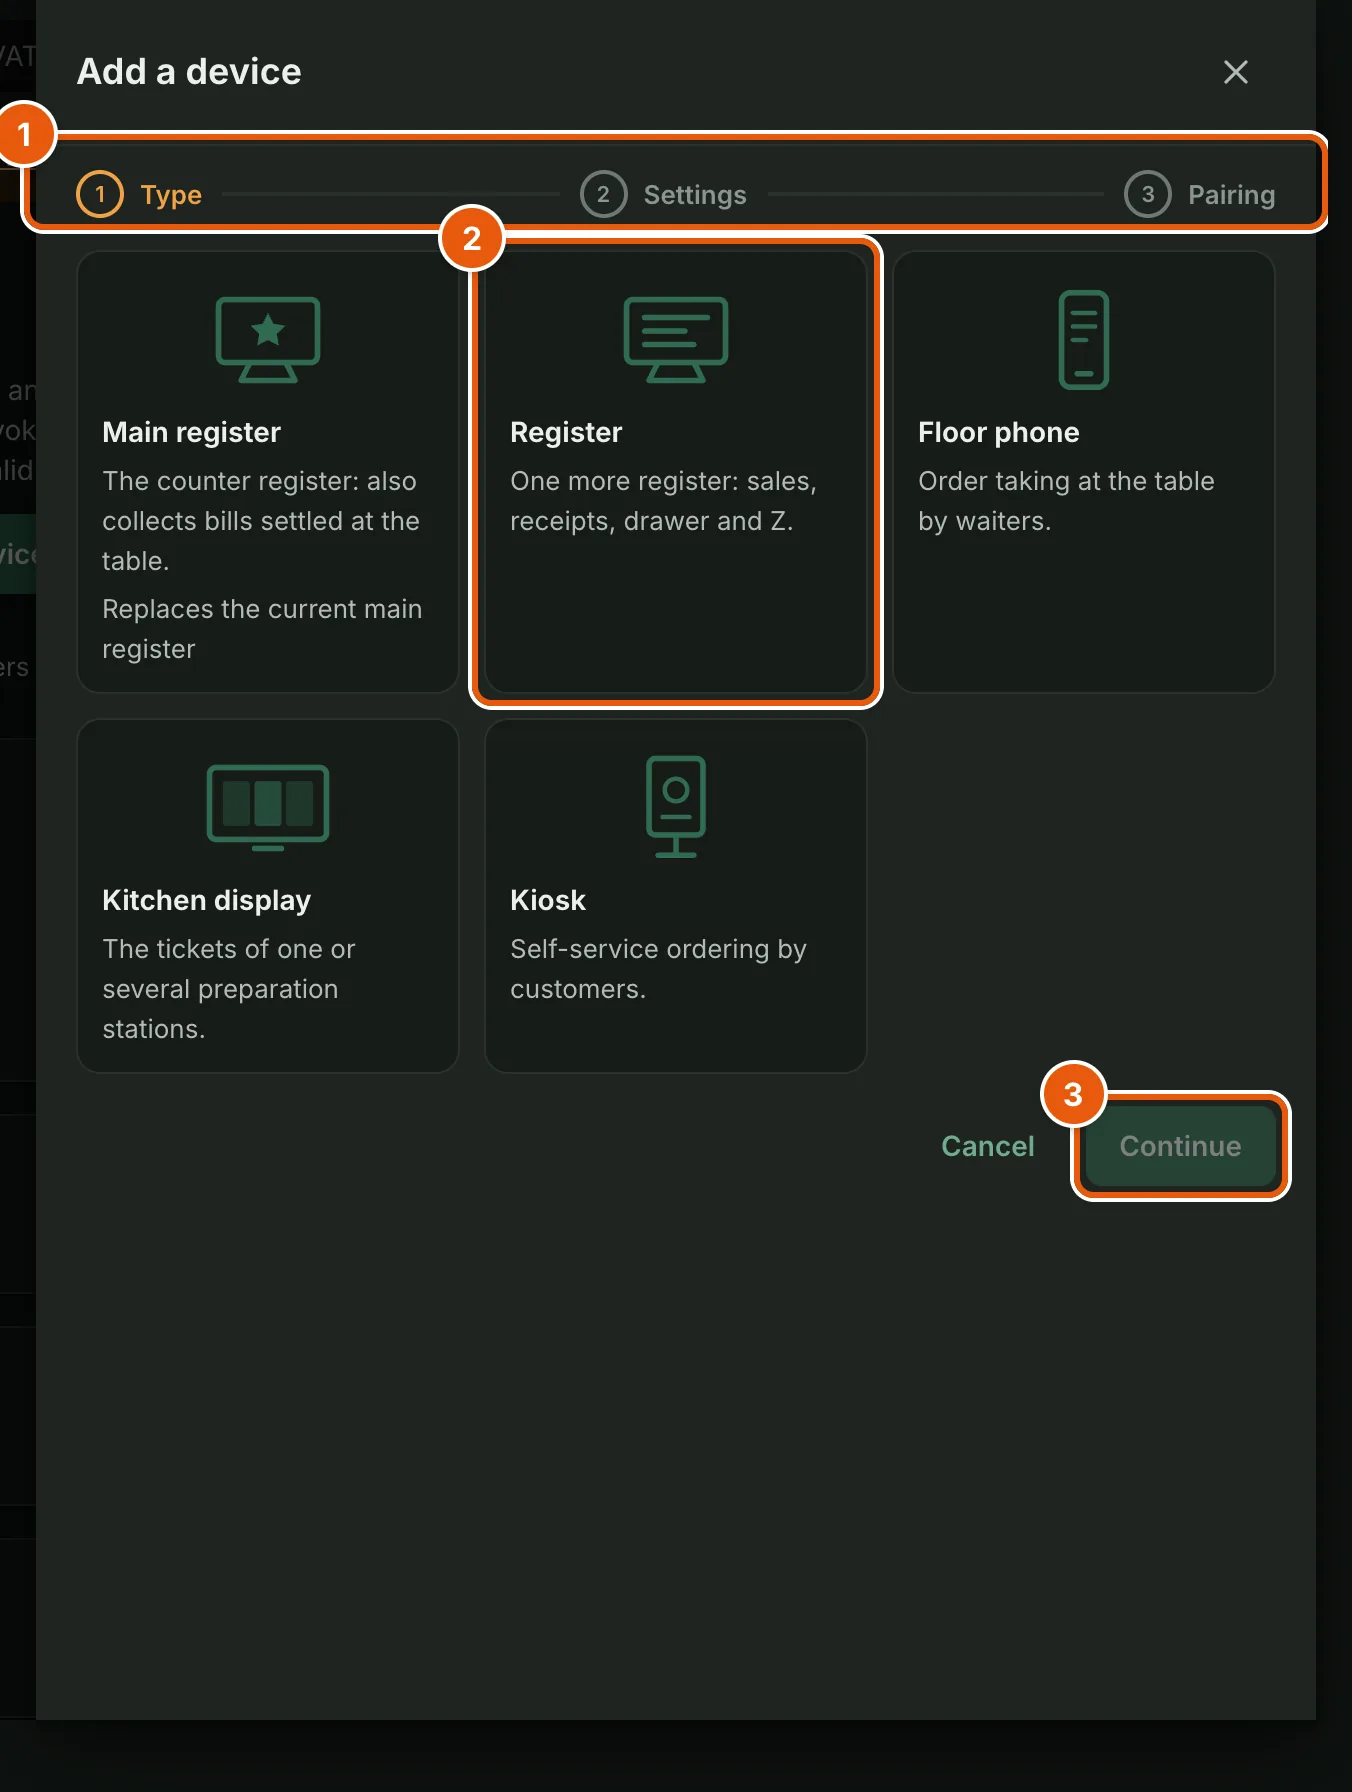 Add a device
1
1 Type
2 Settings
3 Pairing
2
Main register
The counter register: also
collects bills settled at the
table.
Replaces the current main
register
Register
One more register: sales,
receipts, drawer and Z.
Floor phone
Order taking at the table
by waiters.
Kitchen display
The tickets of one or
several preparation
stations.
Kiosk
Self-service ordering by
customers.
3
Cancel
Continue